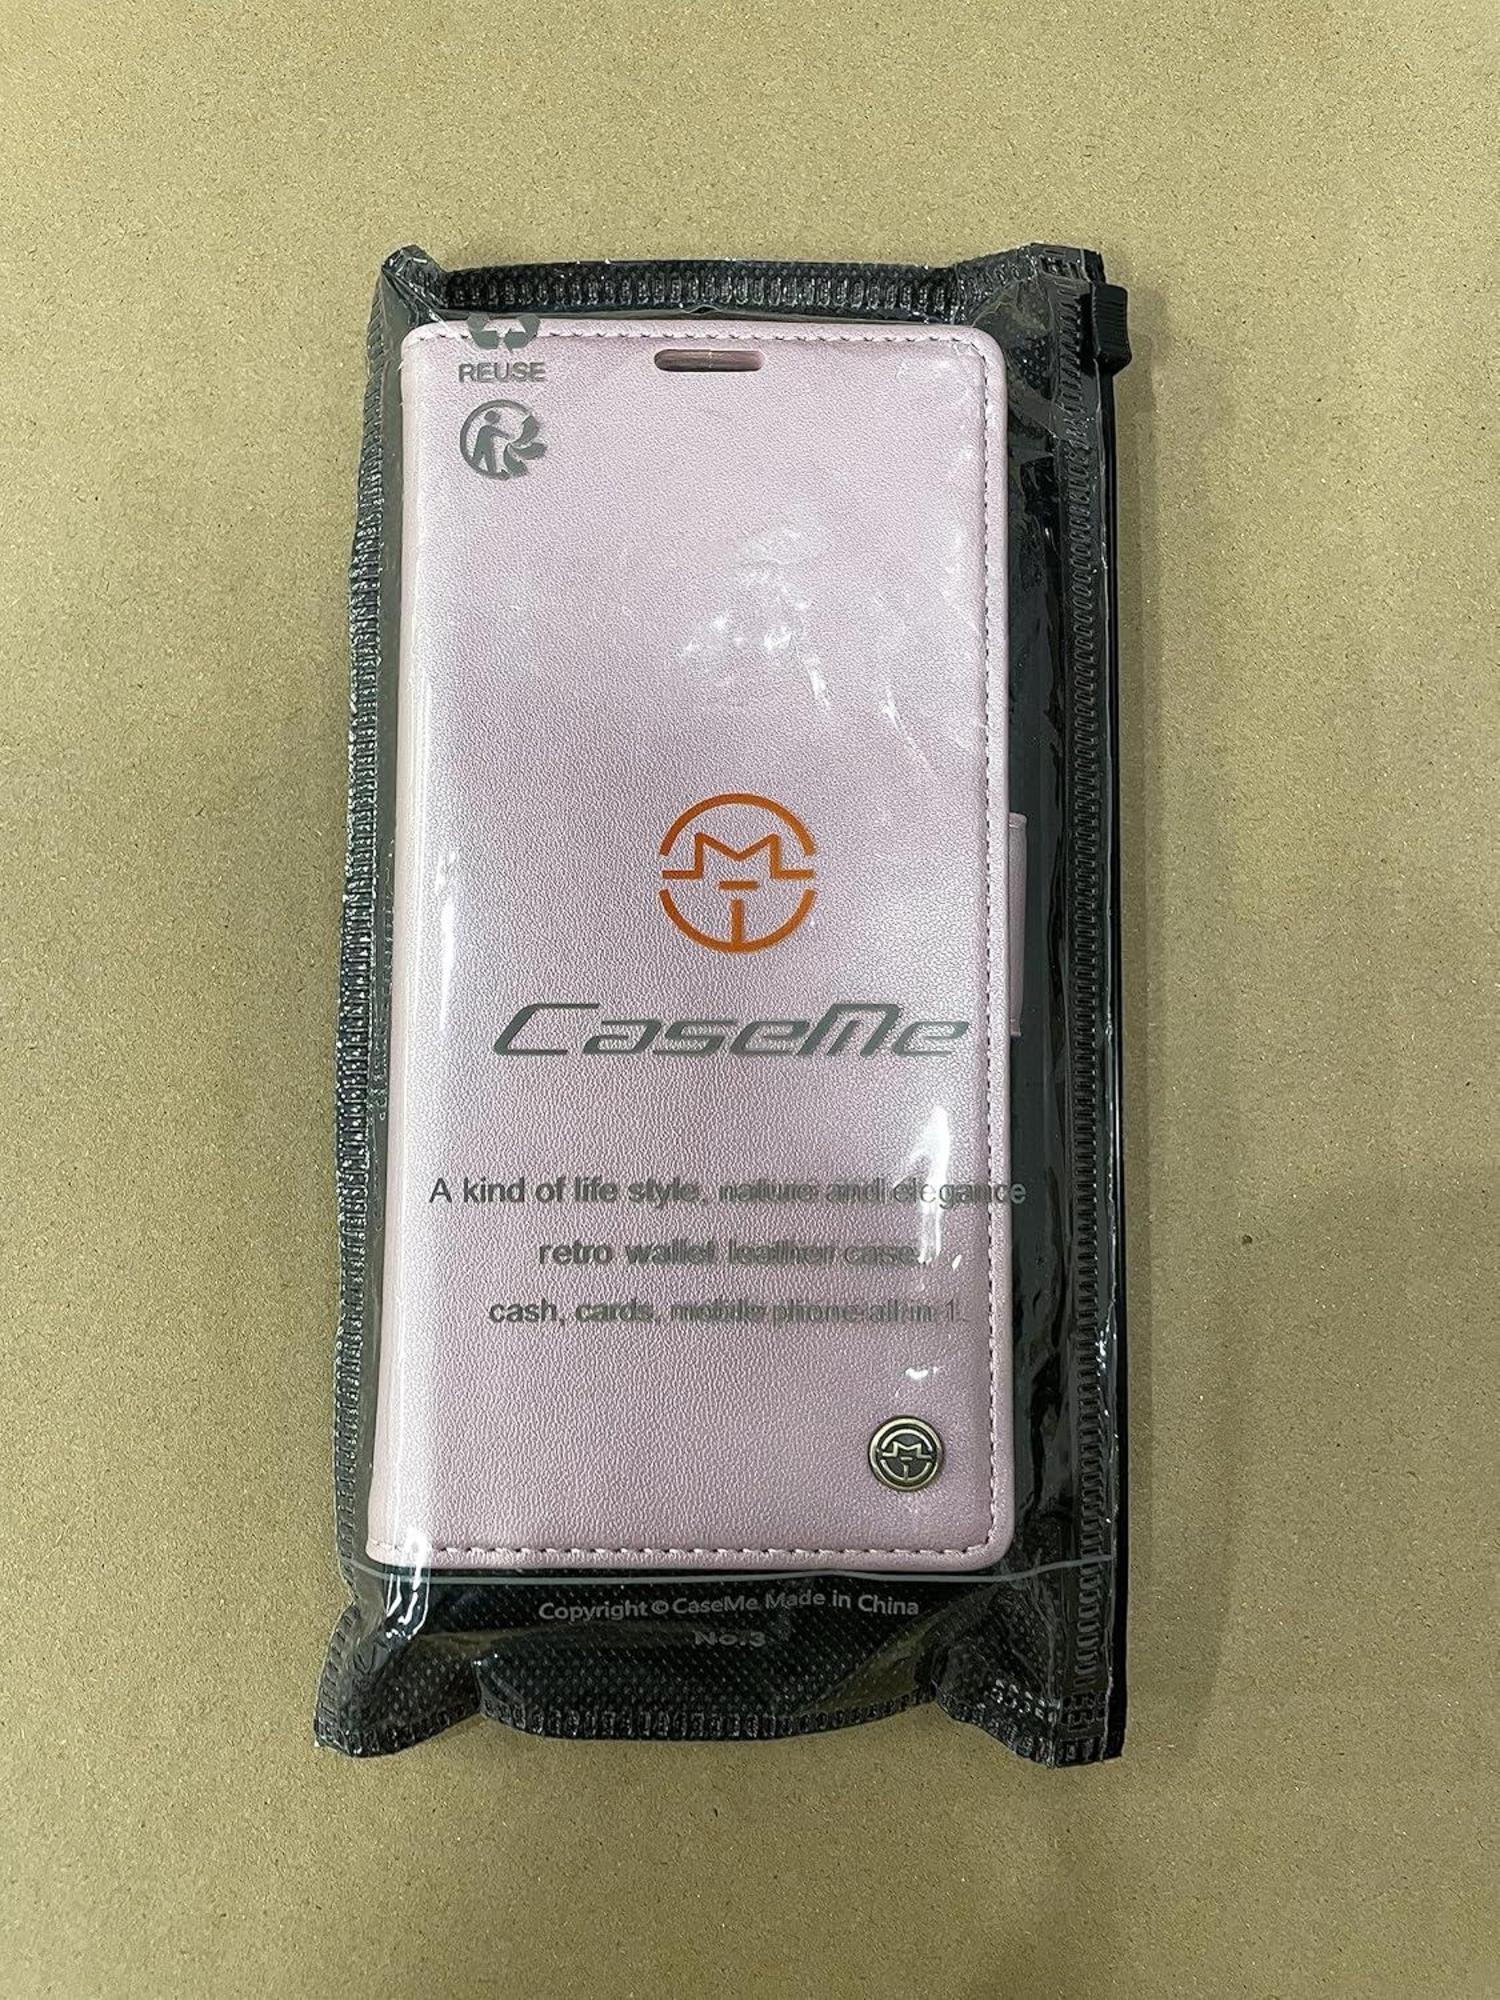 REUSE
CaseMe
A kind of life style, nature and elegance
retro wallet leather case,
cash, cards, mobile phone all in 1.
Copyright © CaseMe Made in China
No.3